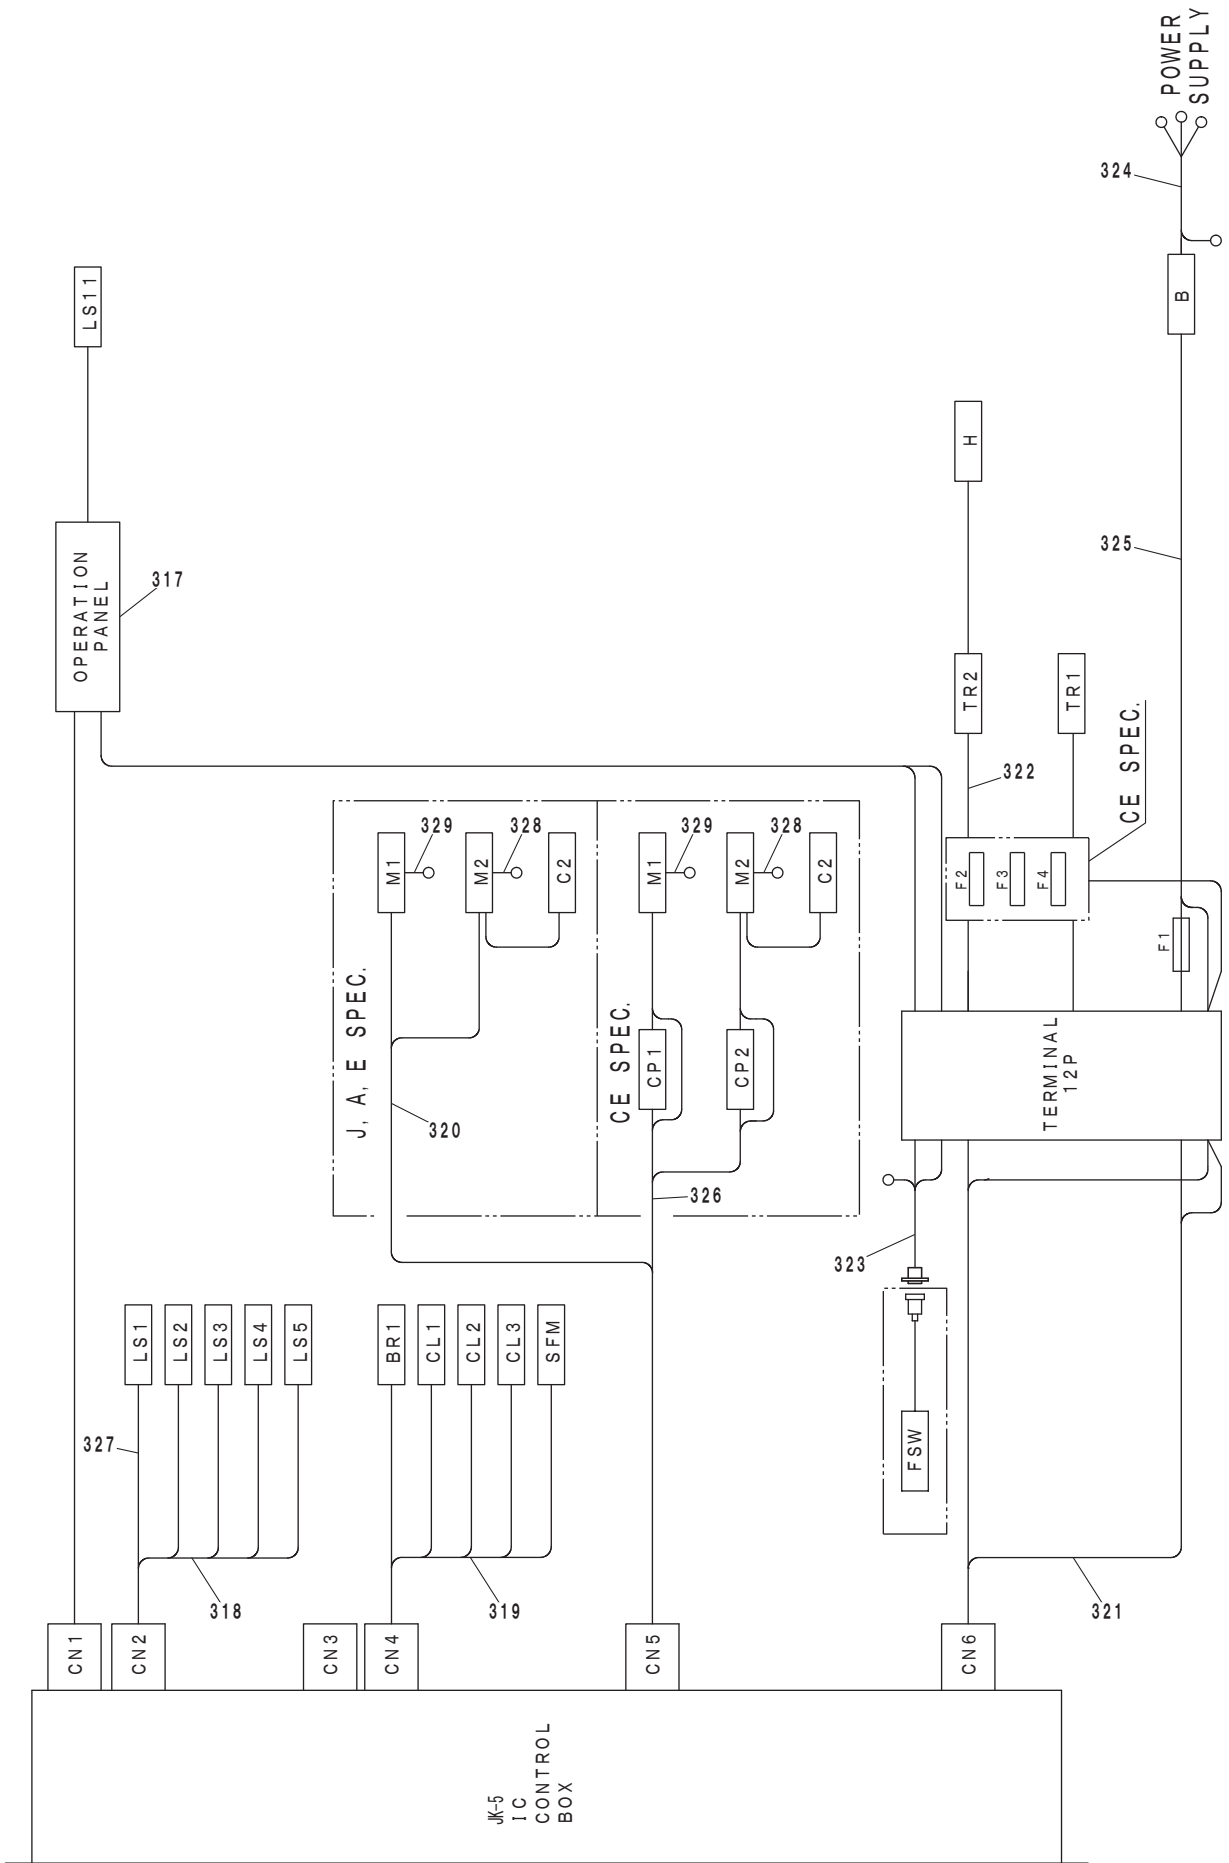 JK-5
IC
CONTROL
BOX
CN1
CN2
CN3
CN4
CN5
CN6
OPERATION
PANEL
317
LS11
327
318
LS1
LS2
LS3
LS4
LS5
319
BR1
CL1
CL2
CL3
SFM
J, A, E SPEC.
320
M1
329
M2
328
C2
CE SPEC.
326
CP1
CP2
M1
329
M2
328
C2
FSW
323
321
TERMINAL
12P
F2
F3
F4
F1
CE SPEC.
322
TR2
TR1
H
325
B
324
POWER
SUPPLY